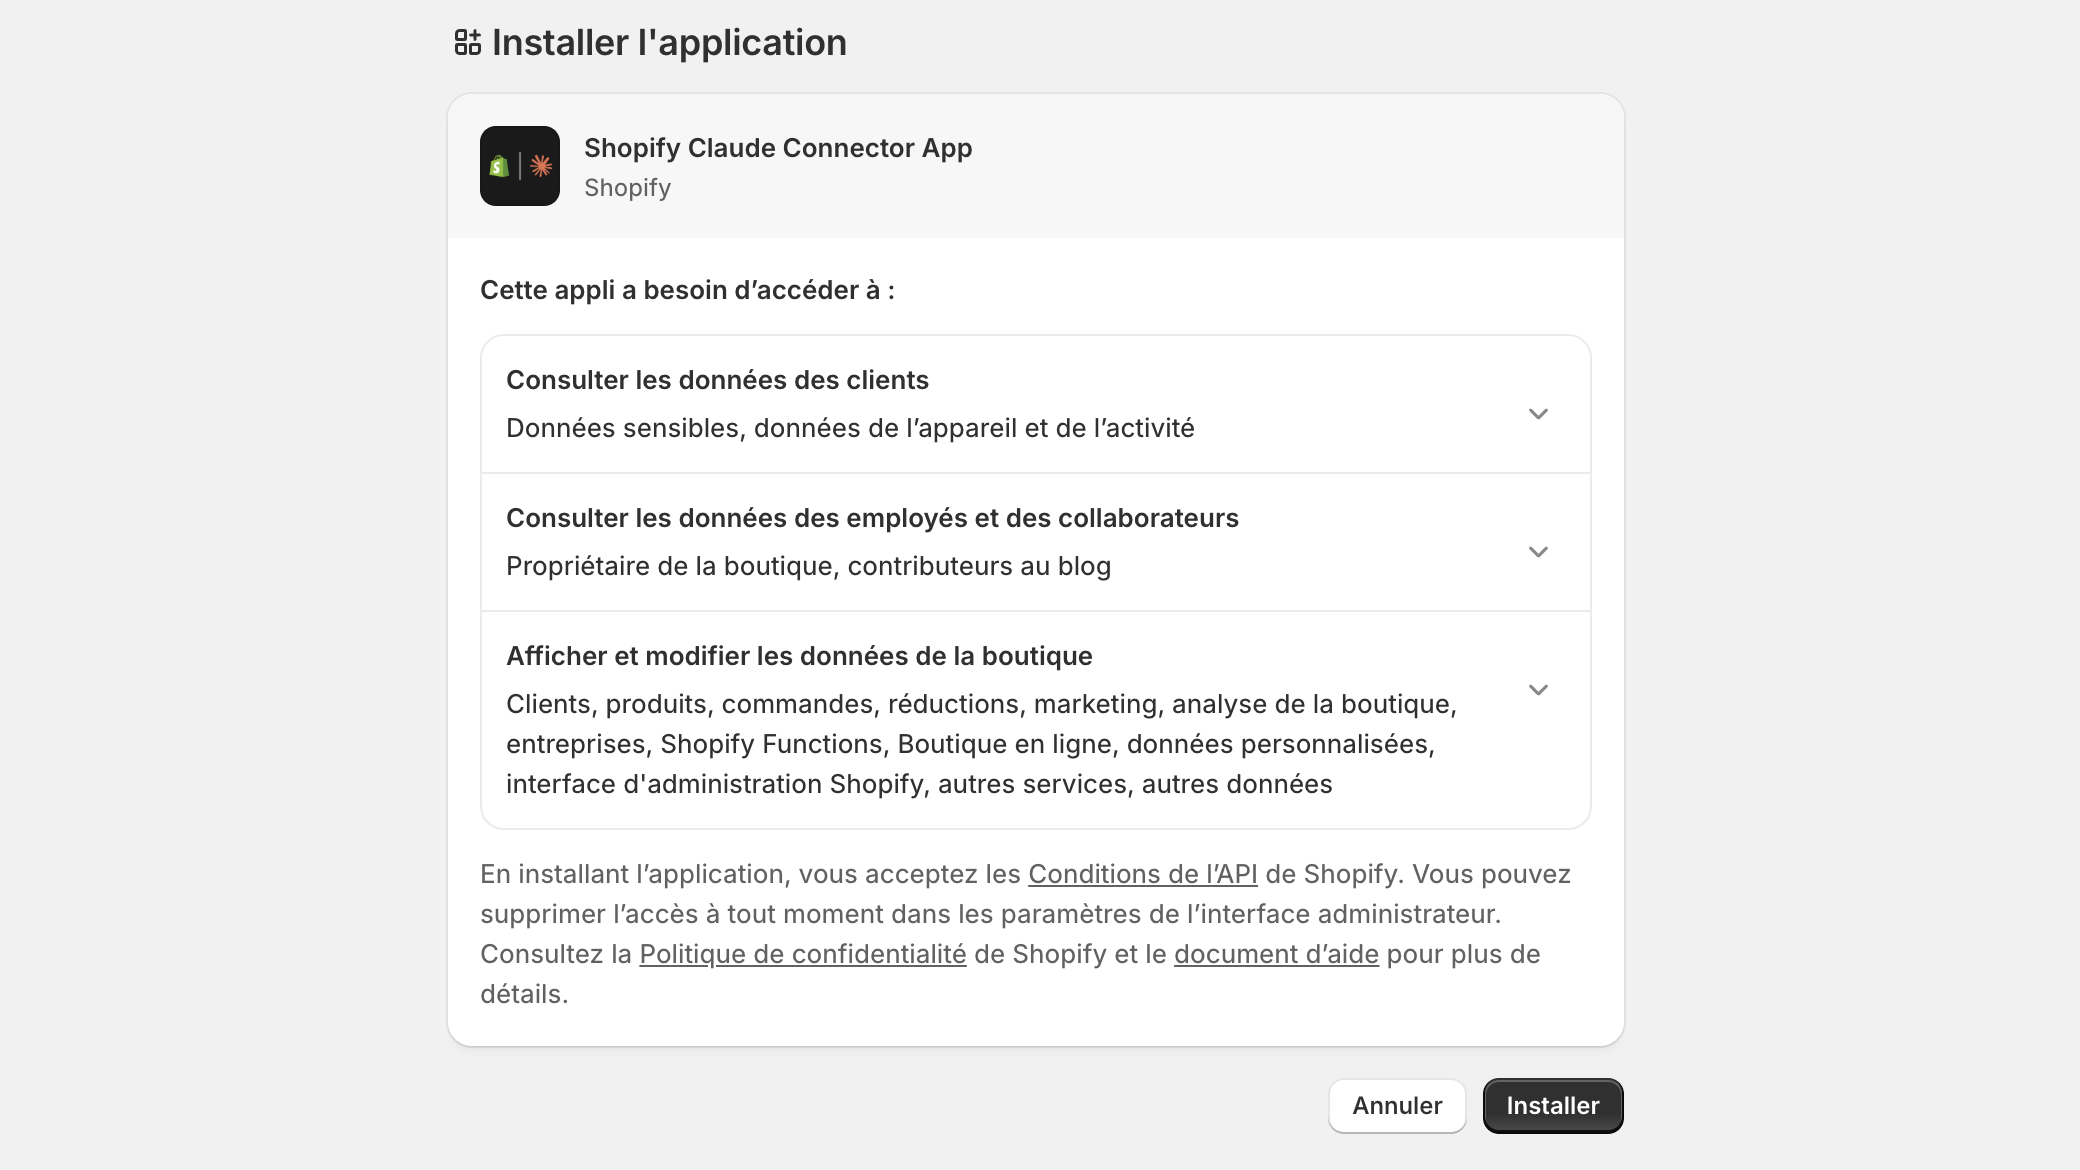 Installer l'application
Shopify Claude Connector App
Shopify
Cette appli a besoin d’accéder à :
Consulter les données des clients
Données sensibles, données de l’appareil et de l’activité
Consulter les données des employés et des collaborateurs
Propriétaire de la boutique, contributeurs au blog
Afficher et modifier les données de la boutique
Clients, produits, commandes, réductions, marketing, analyse de la boutique,
entreprises, Shopify Functions, Boutique en ligne, données personnalisées,
interface d'administration Shopify, autres services, autres données
En installant l’application, vous acceptez les Conditions de l’API de Shopify. Vous pouvez
supprimer l’accès à tout moment dans les paramètres de l’interface administrateur.
Consultez la Politique de confidentialité de Shopify et le document d’aide pour plus de
détails.
Annuler
Installer